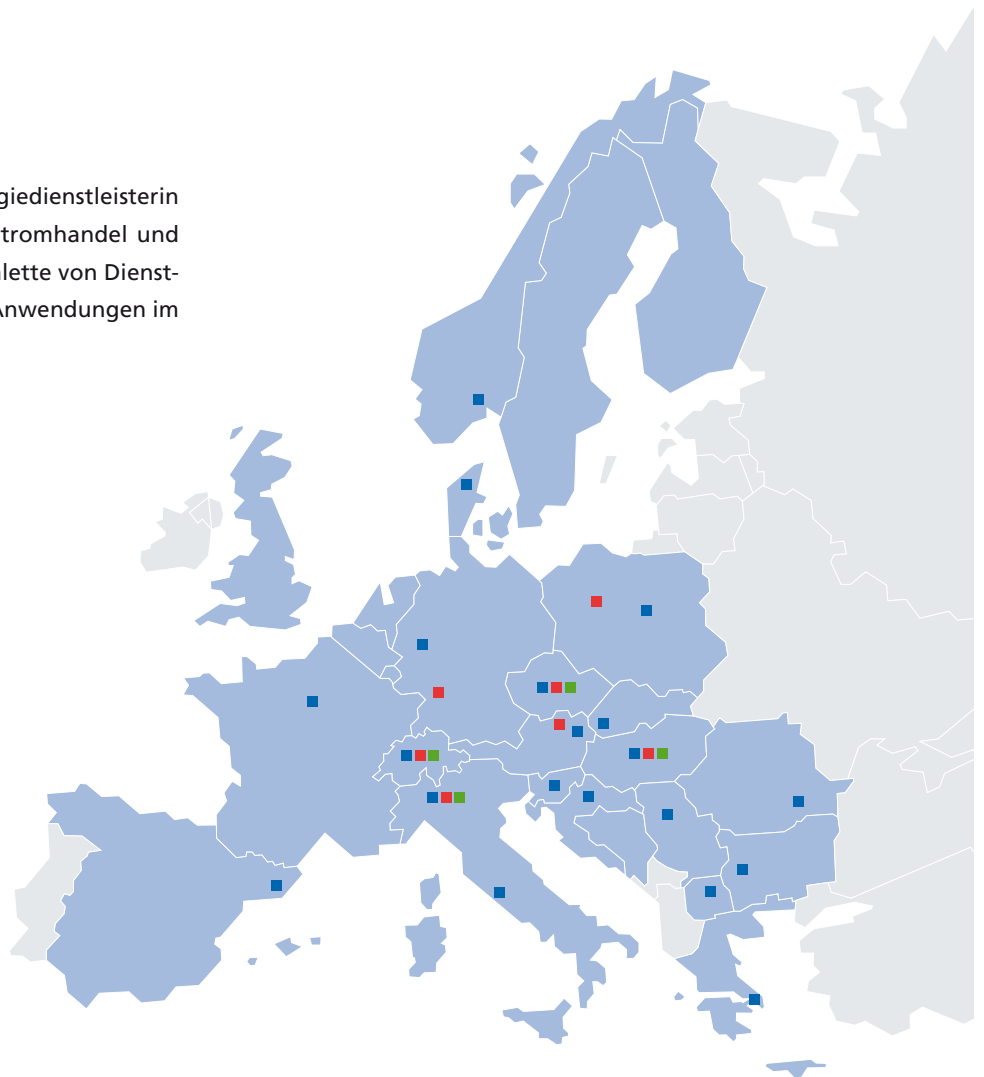 giedienstleisterin
tromhandel und
lette von Dienst-
Anwendungen im